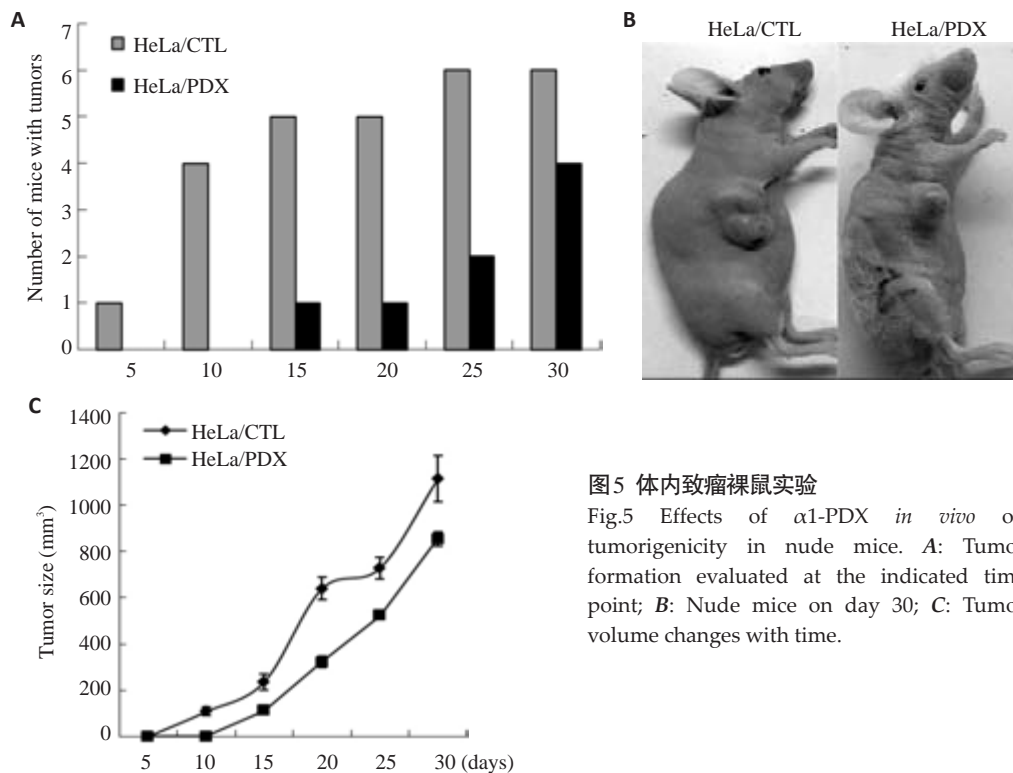 A
HeLa/CTL
HeLa/PDX
Number of mice with tumors
7
6
5
4
3
2
1
0
5 10 15 20 25 30
B
HeLa/CTL HeLa/PDX
C
HeLa/CTL
HeLa/PDX
Tumor size (mm³)
1400
1200
1000
800
600
400
200
0
5 10 15 20 25 30 (days)
图5 体内致瘤裸鼠实验
Fig.5 Effects of α1-PDX in vivo o
tumorigenicity in nude mice. A: Tumo
formation evaluated at the indicated tim
point; B: Nude mice on day 30; C: Tumo
volume changes with time.